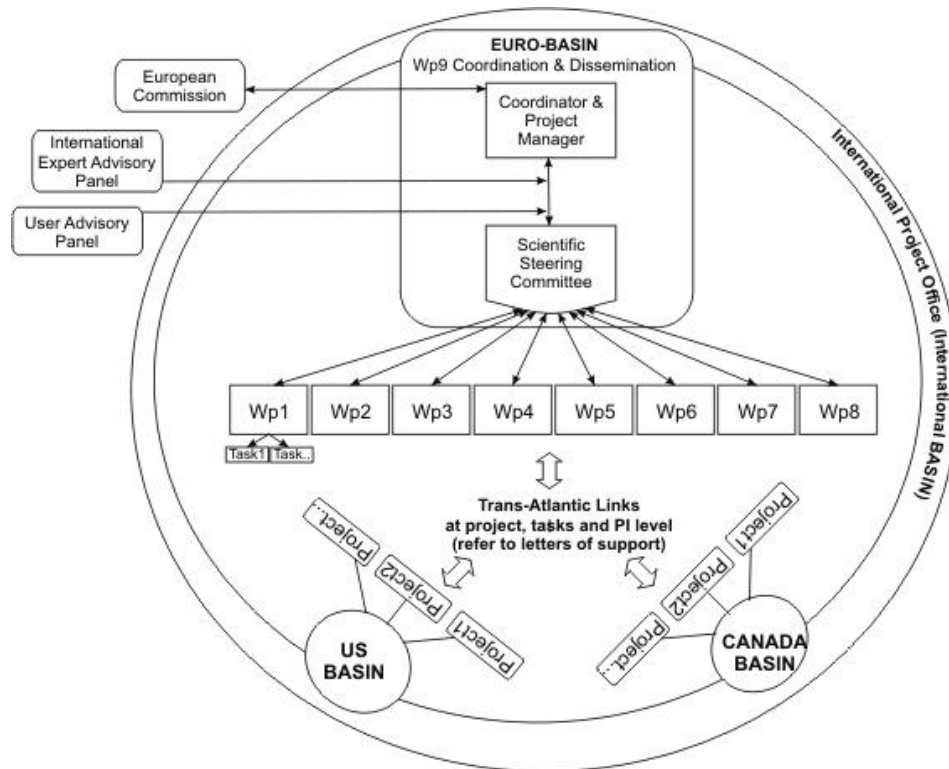 EURO-BASIN
Wp9 Coordination & Dissemination
European
Commission
Coordinator &
Project
Manager
International
Expert Advisory
Panel
User Advisory
Panel
Scientific
Steering
Committee
International Project Office (International BASIN)
Wp1
Wp2
Wp3
Wp4
Wp5
Wp6
Wp7
Wp8
Task1
Task..
Trans-Atlantic Links
at project, tasks and PI level
(refer to letters of support)
Project...
Project2
Project1
Project1
Project2
Project...
US
BASIN
CANADA
BASIN